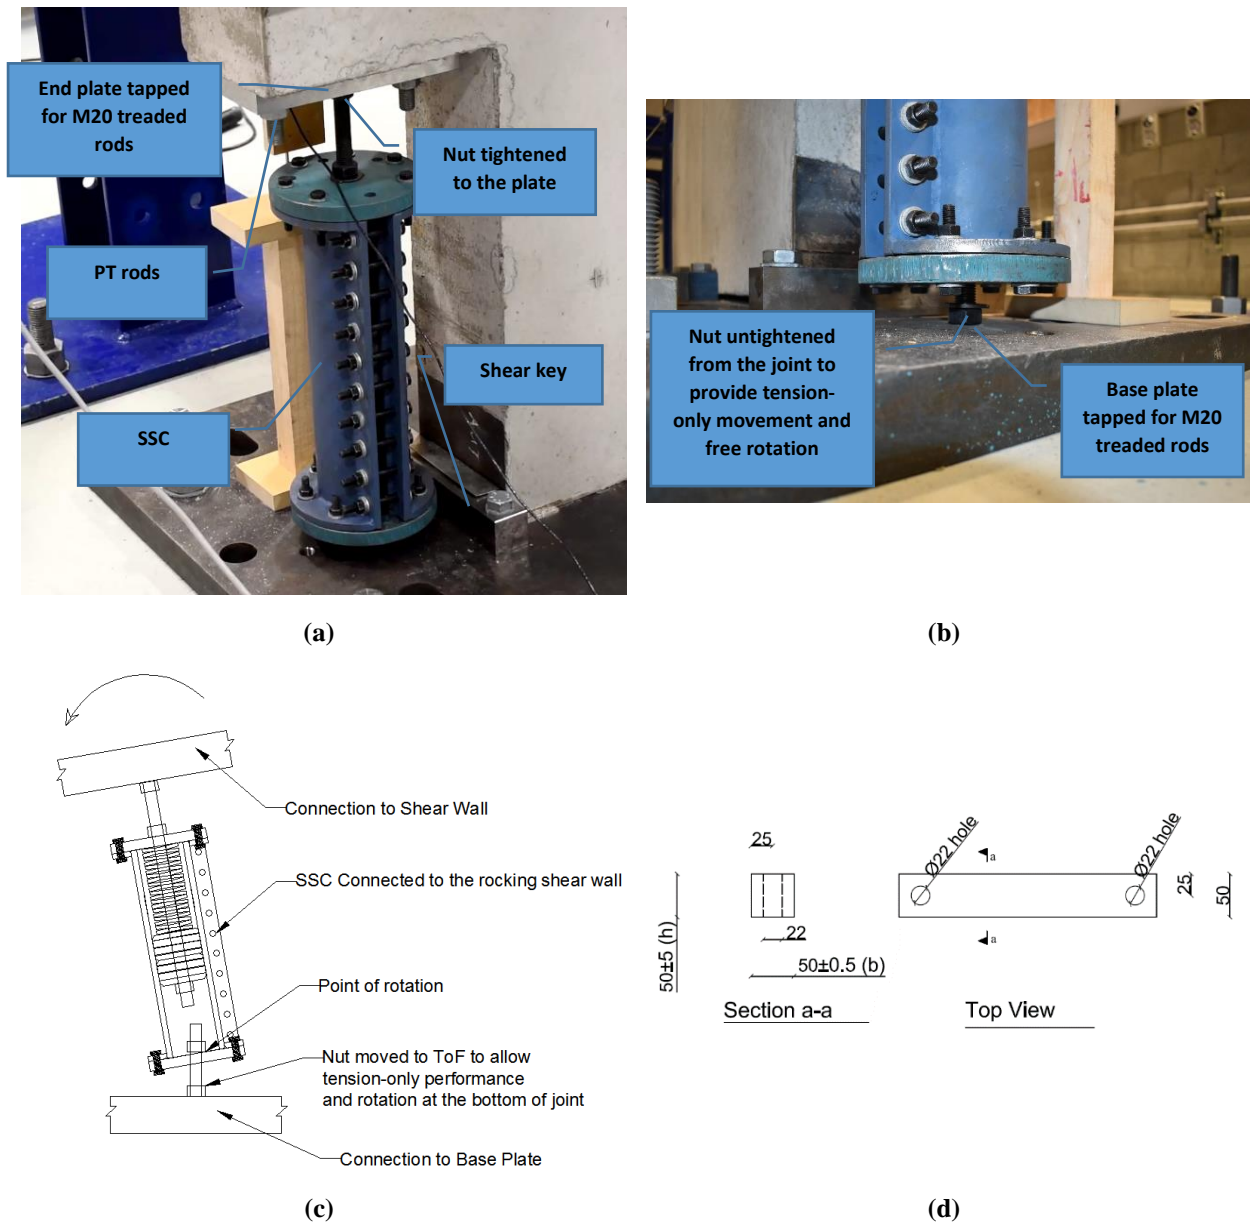 End plate tapped
for M20 treaded
rods
Nut tightened
to the plate
PT rods
Shear key
SSC
(a)
Nut untightened
from the joint to
provide tension-
only movement and
free rotation
Base plate
tapped for M20
treaded rods
(b)
Connection to Shear Wall
SSC Connected to the rocking shear wall
Point of rotation
Nut moved to ToF to allow
tension-only performance
and rotation at the bottom of joint
Connection to Base Plate
(c)
25
50±5 (h)
22
50±0.5 (b)
Section a-a
Ø22 hole
a
a
Ø22 hole
25
50
Top View
(d)